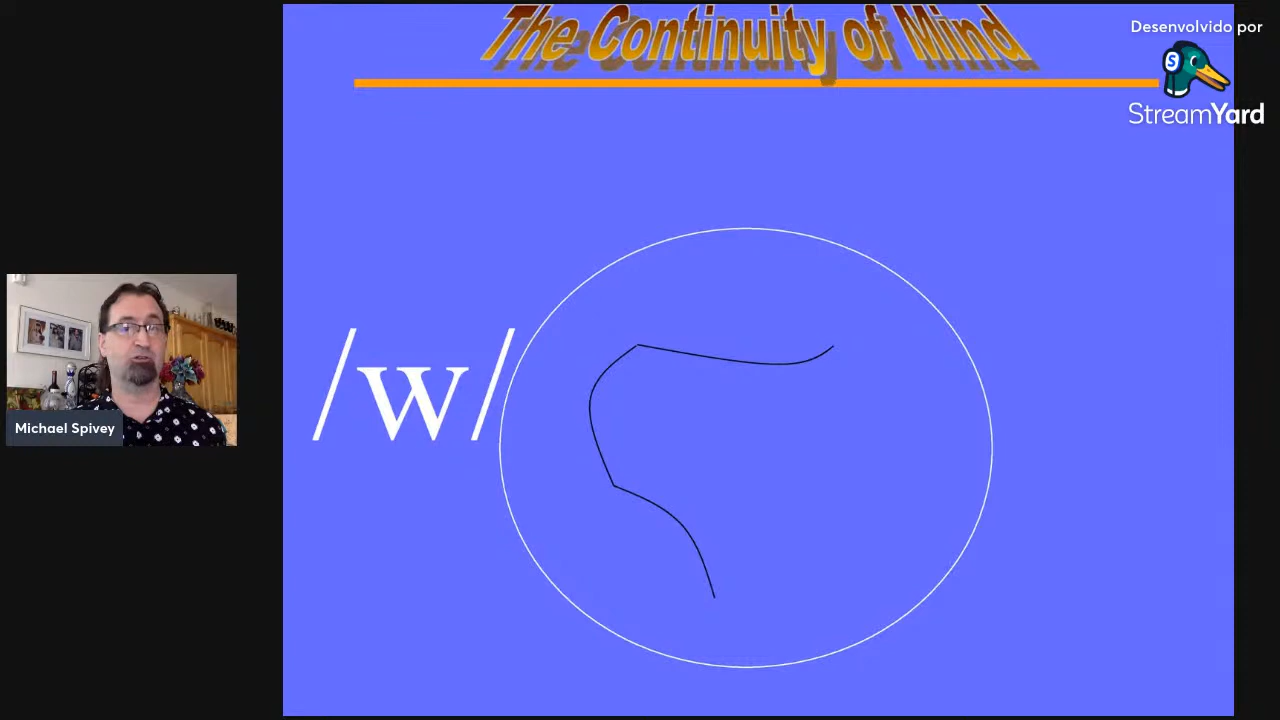 The Continuity of Mind
Desenvolvido por
StreamYard
/w/
Michael Spivey